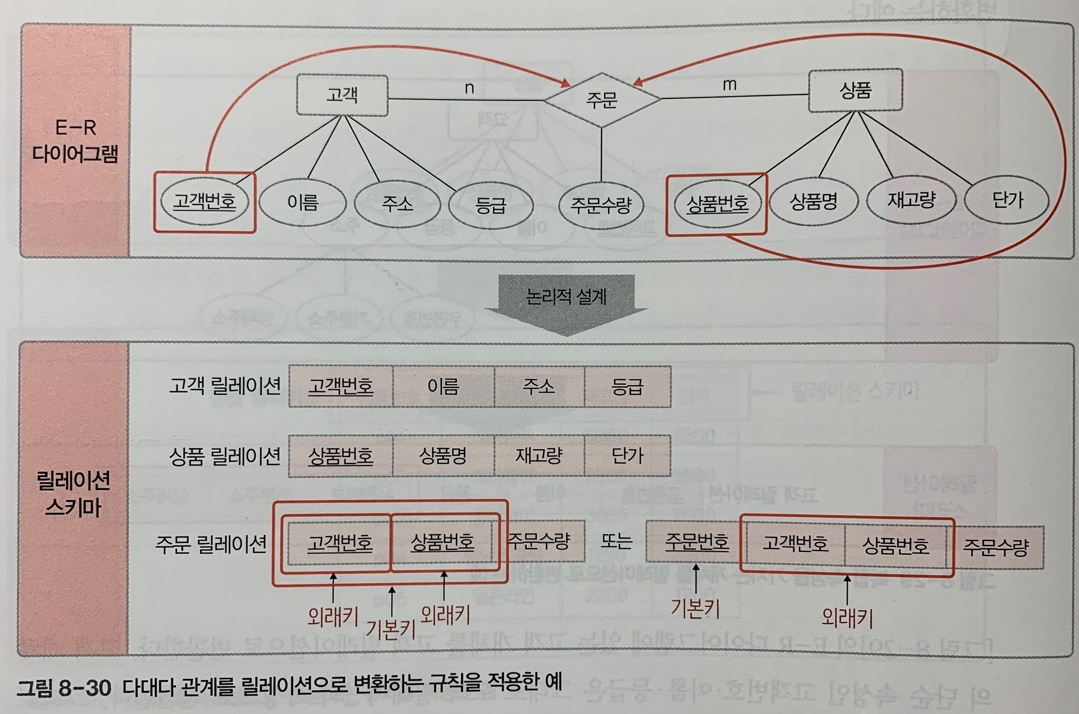 E-R
다이어그램
고객
n
주문
m
상품
고객번호
이름
주소
등급
주문수량
상품번호
상품명
재고량
단가
논리적 설계
릴레이션
스키마
고객 릴레이션 고객번호 이름 주소 등급
상품 릴레이션 상품번호 상품명 재고량 단가
주문 릴레이션 고객번호 상품번호 주문수량 또는 주문번호 고객번호 상품번호 주문수량
외래키 기본키 외래키 기본키 외래키
그림 8-30 다대다 관계를 릴레이션으로 변환하는 규칙을 적용한 예